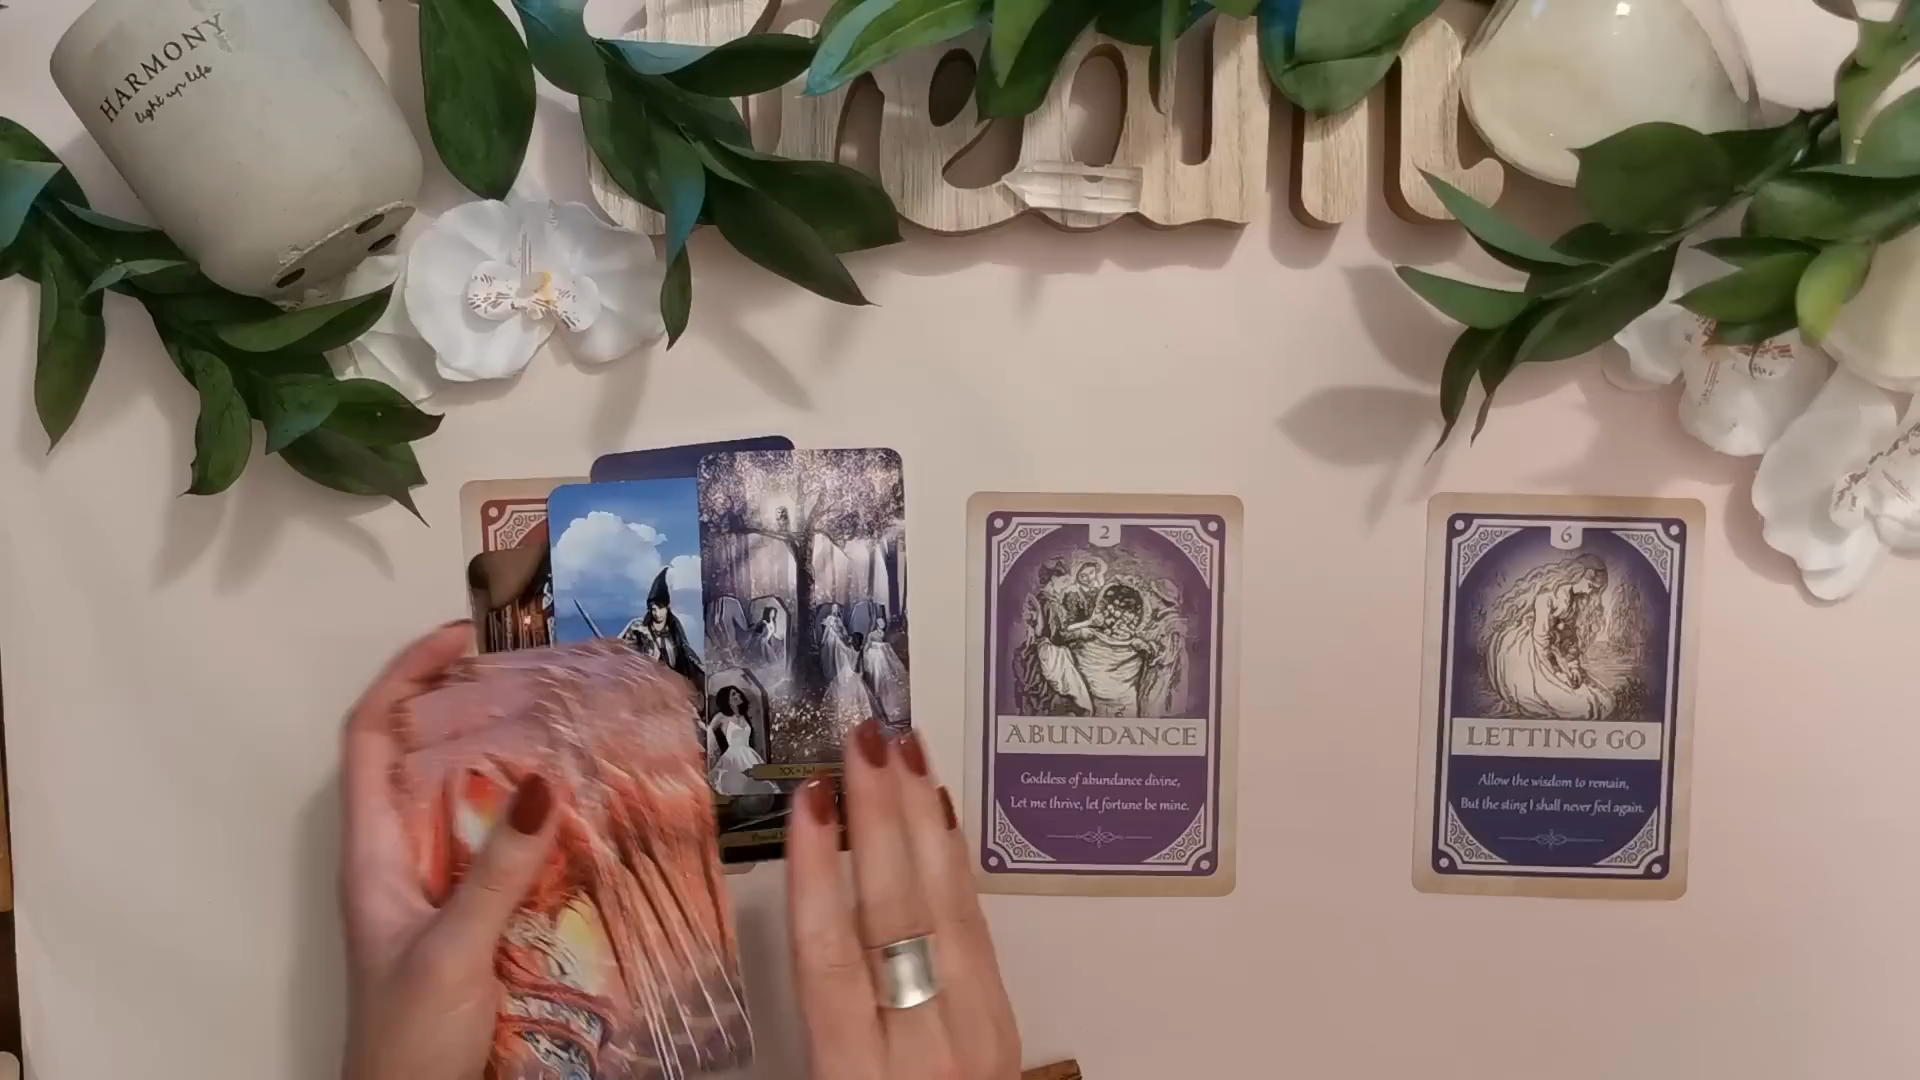 HARMONY
light up life
2
ABUNDANCE
Goddess of abundance divine,
Let me thrive, let fortune be mine.
6
LETTING GO
Allow the wisdom to remain,
But the sting I shall never feel again.
XX